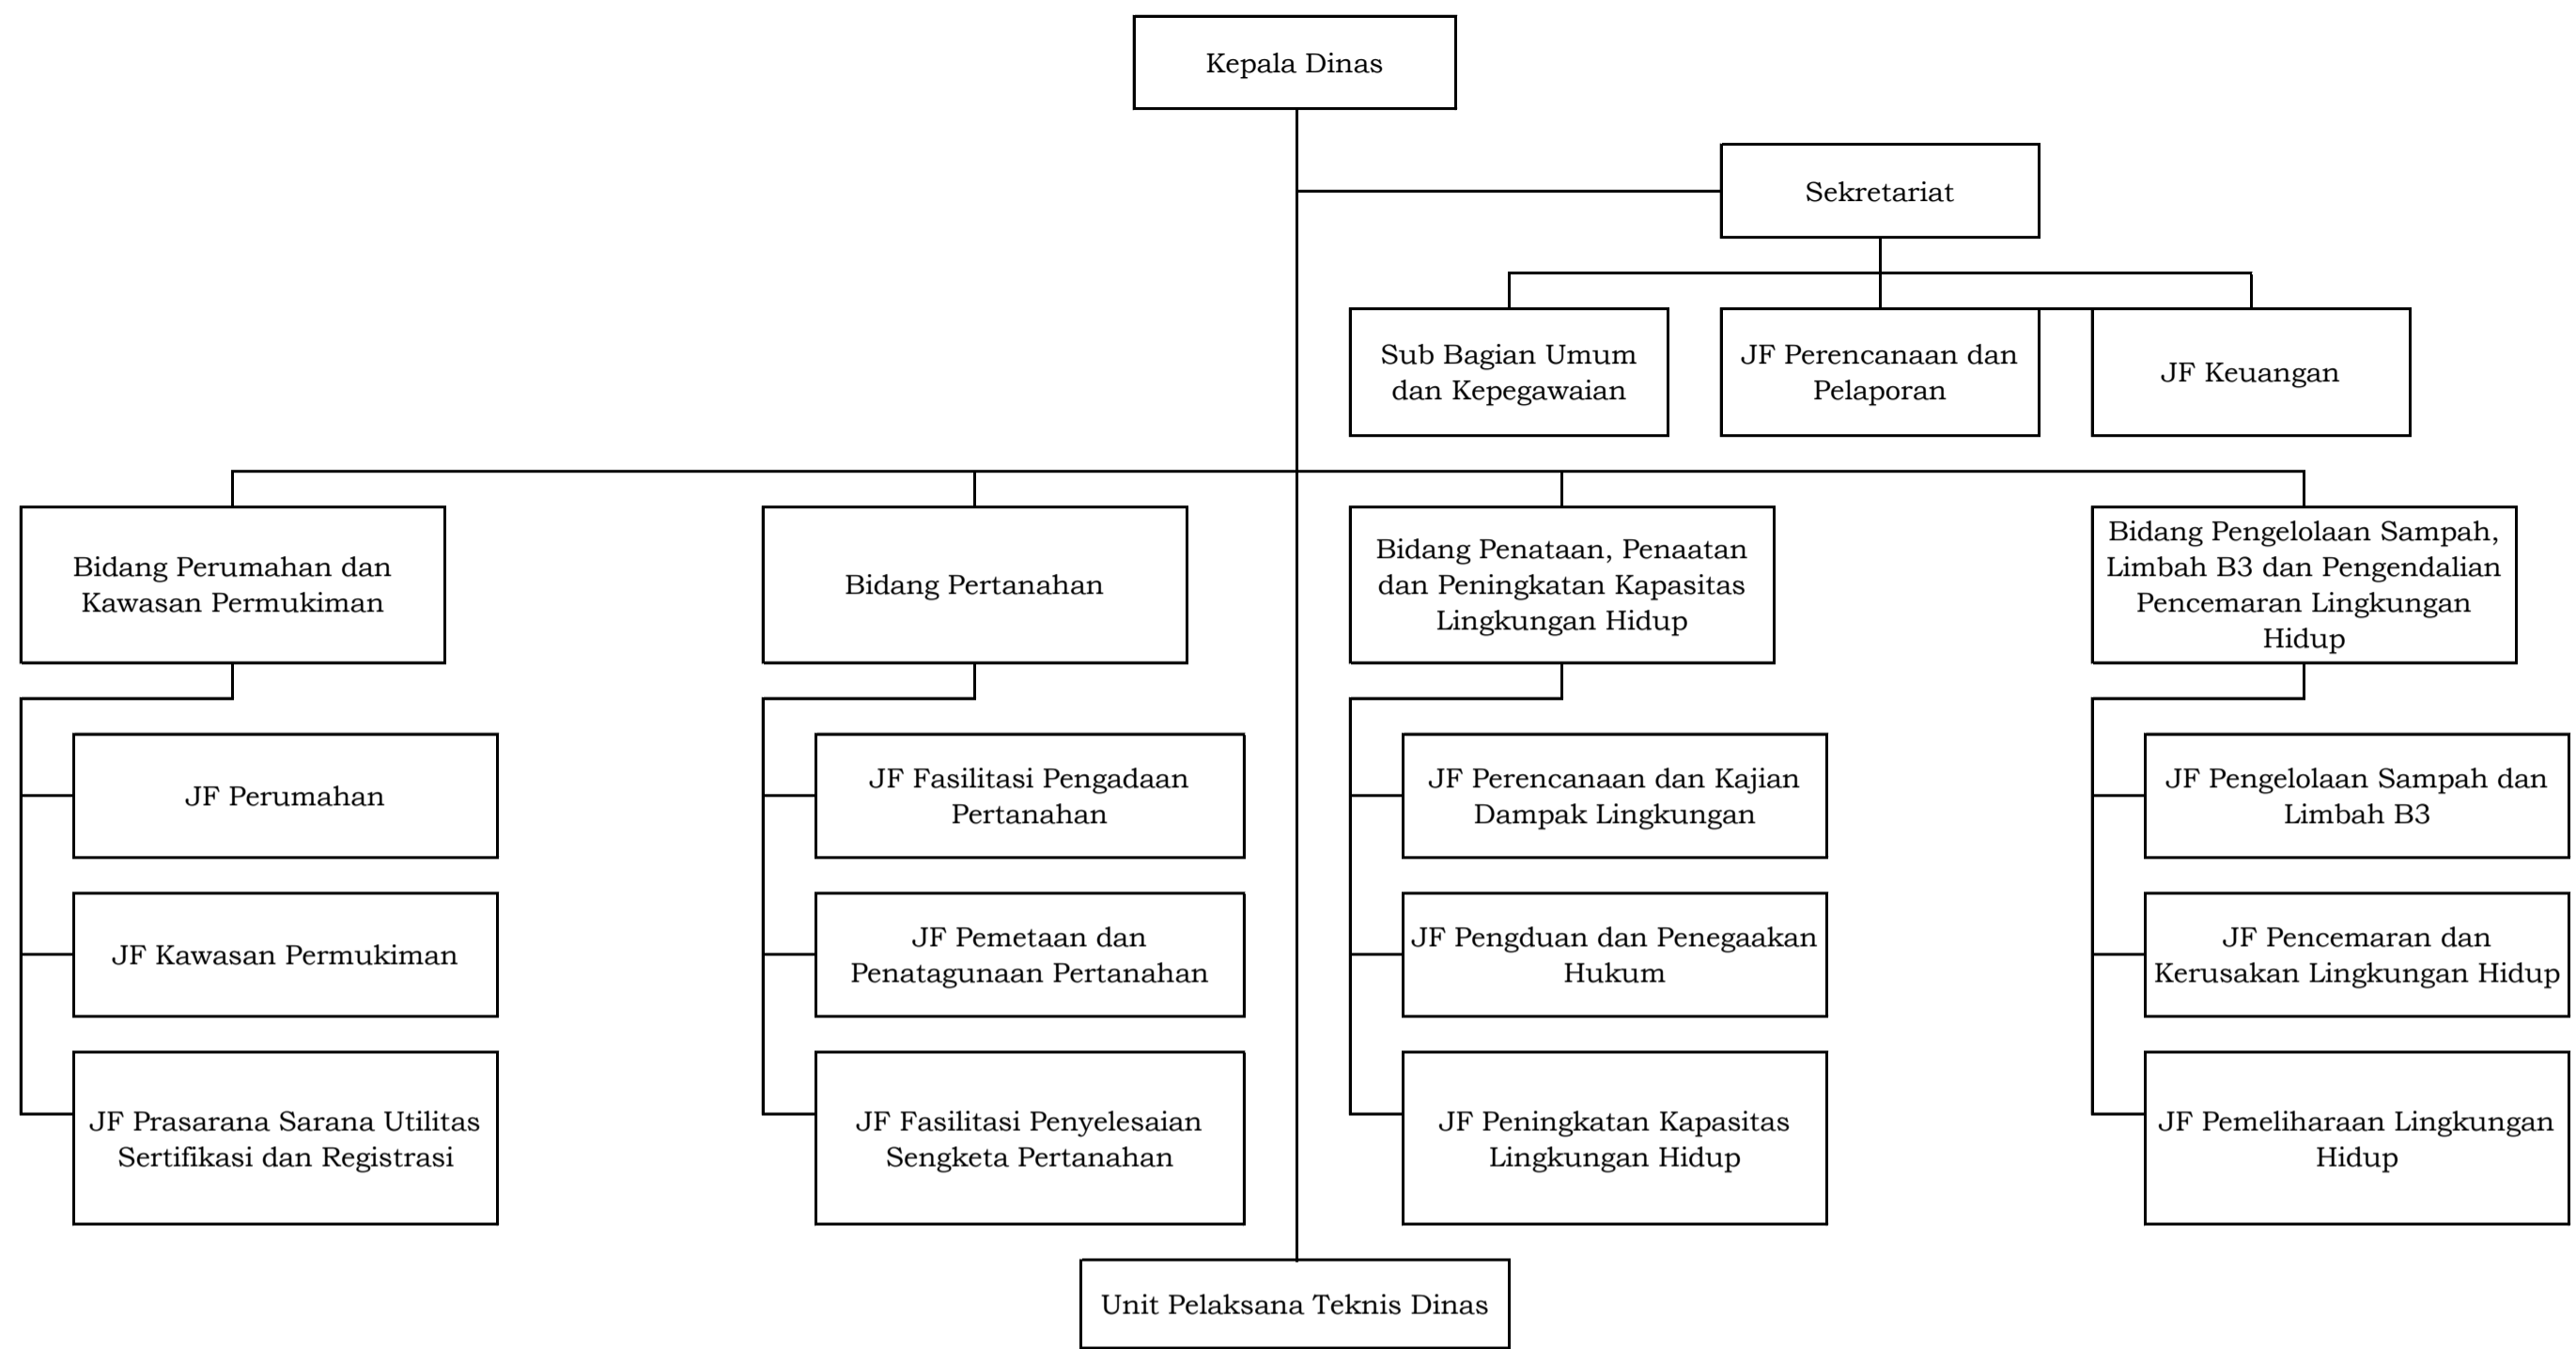 Kepala Dinas
Sekretariat
Sub Bagian Umum
dan Kepegawaian
JF Perencanaan dan
Pelaporan
JF Keuangan
Bidang Perumahan dan
Kawasan Permukiman
Bidang Pertanahan
Bidang Penataan, Penaatan
dan Peningkatan Kapasitas
Lingkungan Hidup
Bidang Pengelolaan Sampah,
Limbah B3 dan Pengendalian
Pencemaran Lingkungan
Hidup
JF Perumahan
JF Fasilitasi Pengadaan
Pertanahan
JF Perencanaan dan Kajian
Dampak Lingkungan
JF Pengelolaan Sampah dan
Limbah B3
JF Kawasan Permukiman
JF Pemetaan dan
Penatagunaan Pertanahan
JF Pengduan dan Penegaakan
Hukum
JF Pencemaran dan
Kerusakan Lingkungan Hidup
JF Prasarana Sarana Utilitas
Sertifikasi dan Registrasi
JF Fasilitasi Penyelesaian
Sengketa Pertanahan
JF Peningkatan Kapasitas
Lingkungan Hidup
JF Pemeliharaan Lingkungan
Hidup
Unit Pelaksana Teknis Dinas